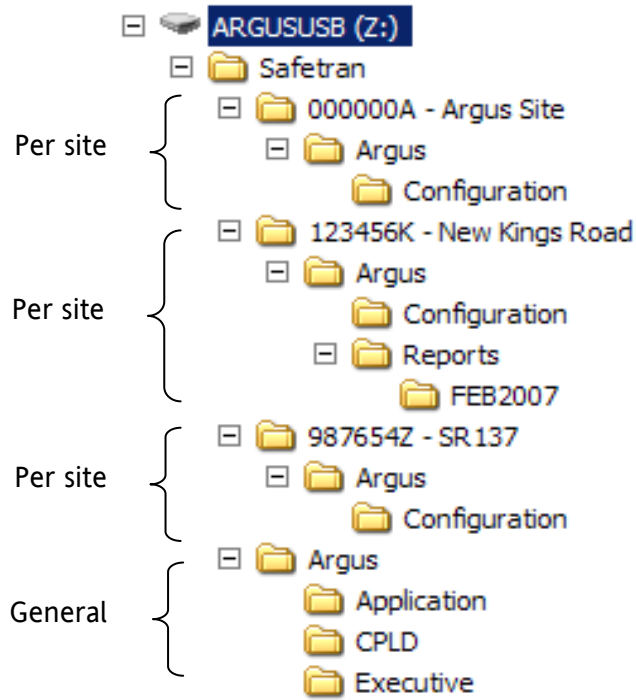 ARGUSUSB (Z:)
Safetran
000000A - Argus Site
Per site
Argus
Configuration
123456K - New Kings Road
Argus
Per site
Configuration
Reports
FEB2007
987654Z - SR137
Per site
Argus
Configuration
Argus
General
Application
CPLD
Executive